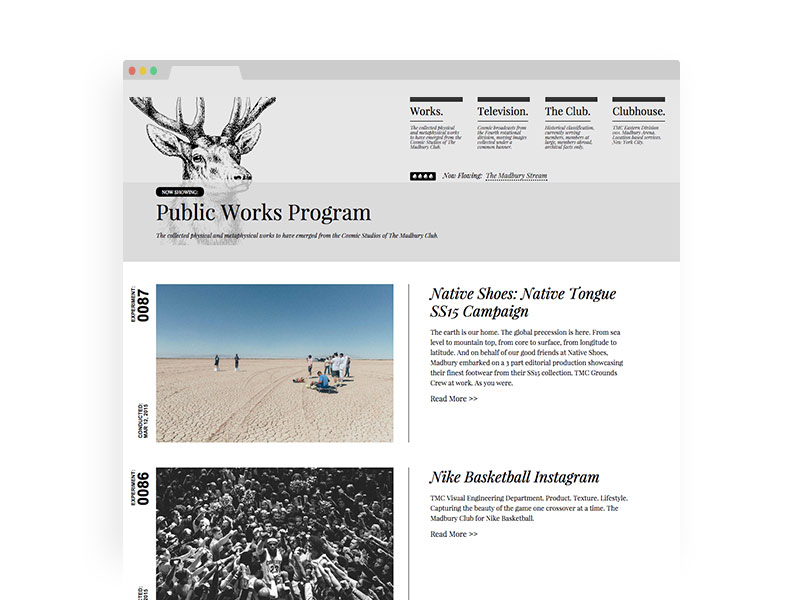 Works.
The collected physical
and metaphysical works
to have emerged from the
Cosmic Studios of The
Madbury Club.
Television.
Cosmic broadcasts from
the Fourth rotational
division, moving images
collected under a
common banner.
The Club.
Historical classification,
currently serving
members, members at
large, members abroad,
archival facts only.
Clubhouse.
TMC Eastern Division
001. Madbury Arena.
Location based services.
New York City.
Now Flowing: The Madbury Stream
NOW SHOWING:
Public Works Program
The collected physical and metaphysical works to have emerged from the Cosmic Studios of The Madbury Club.
EXPERIMENT:
0087
CONDUCTED:
MAR 12, 2015
Native Shoes: Native Tongue
SS15 Campaign
The earth is our home. The global precession is here. From sea
level to mountain top, from core to surface, from longitude to
latitude. And on behalf of our good friends at Native Shoes,
Madbury embarked on a 3 part editorial production showcasing
their finest footwear from their SS15 collection. TMC Grounds
Crew at work. As you were.
Read More >>
EXPERIMENT:
0086
2015
Nike Basketball Instagram
TMC Visual Engineering Department. Product. Texture. Lifestyle.
Capturing the beauty of the game one crossover at a time. The
Madbury Club for Nike Basketball.
Read More >>
23